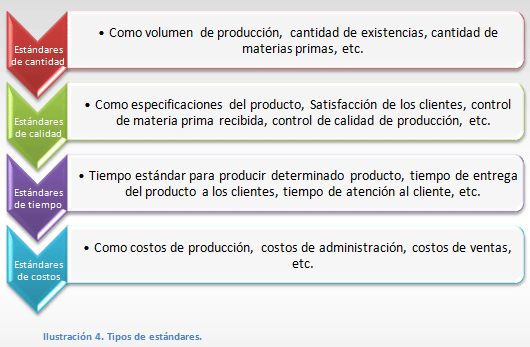 Estándares
de cantidad
• Como volumen de producción, cantidad de existencias, cantidad de
materias primas, etc.
Estándares
de calidad
• Como especificaciones del producto, Satisfacción de los clientes, control
de materia prima recibida, control de calidad de producción, etc.
Estándares
de tiempo
• Tiempo estándar para producir determinado producto, tiempo de entrega
del producto a los clientes, tiempo de atención al cliente, etc.
Estándares
de costos
• Como costos de producción, costos de administración, costos de ventas,
etc.
Ilustración 4. Tipos de estándares.